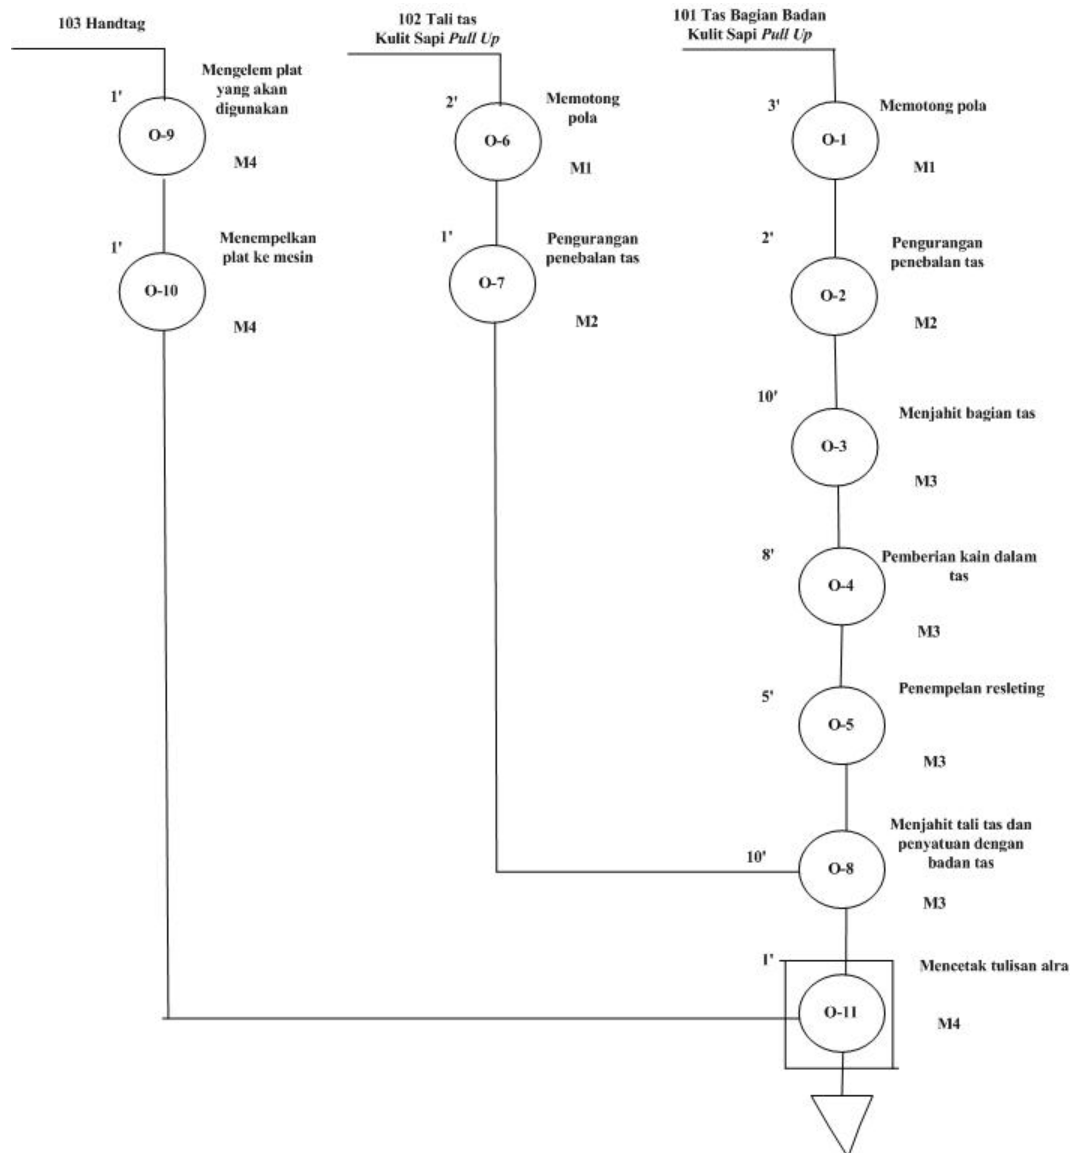 103 Handtag
1'
Mengelem plat
yang akan
digunakan
O-9
M4
1'
Menempelkan
plat ke mesin
O-10
M4
102 Tali tas
Kulit Sapi Pull Up
2'
Memotong
pola
O-6
M1
1'
Pengurangan
penebalan tas
O-7
M2
101 Tas Bagian Badan
Kulit Sapi Pull Up
3'
Memotong pola
O-1
M1
2'
Pengurangan
penebalan tas
O-2
M2
10'
Menjahit bagian tas
O-3
M3
8'
Pemberian kain dalam
tas
O-4
M3
5'
Penempelan resleting
O-5
M3
10'
Menjahit tali tas dan
penyatuan dengan
badan tas
O-8
M3
1'
Mencetak tulisan alra
O-11
M4